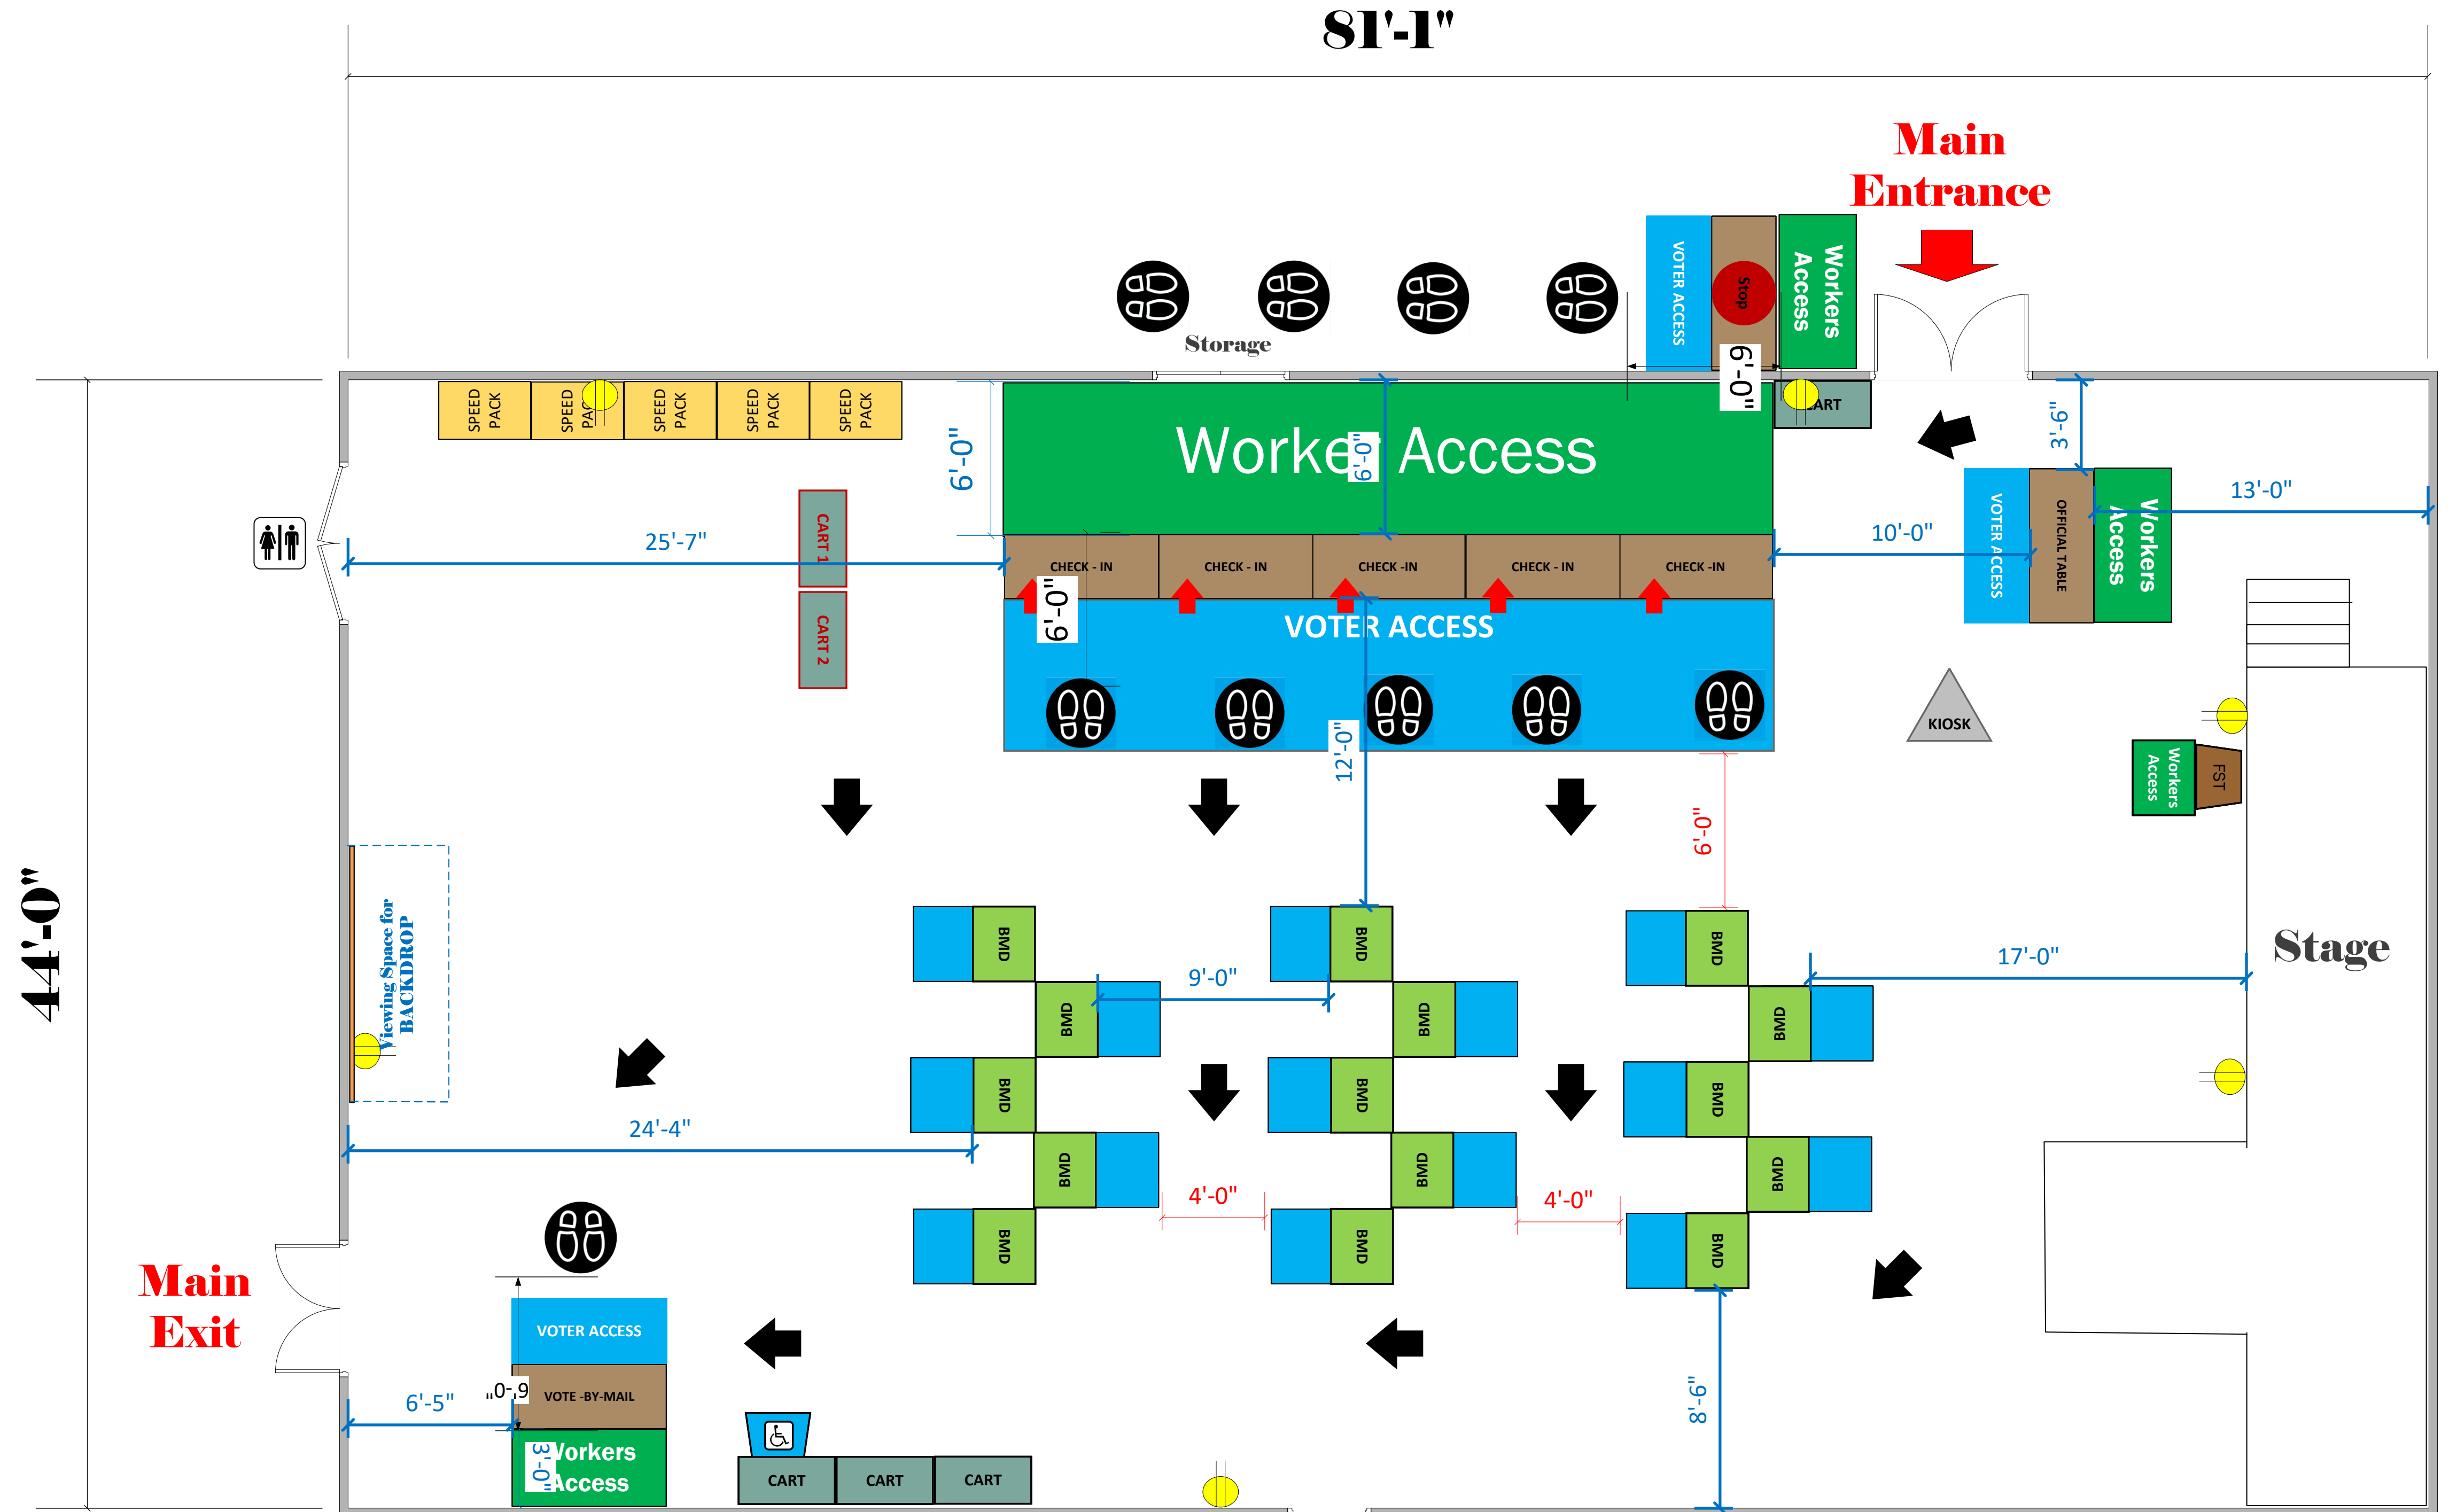 81'-1"
Main
Entrance
VOTER ACCESS
Stop
Workers
Access
Storage
6'-0"
SPEED
PACK
SPEED
SPEED
PACK
SPEED
PACK
SPEED
PACK
6'-0"
Worker Access
6'-0"
CART
3'-6"
CART 1
CART 2
25'-7"
CHECK - IN
CHECK - IN
CHECK -IN
CHECK - IN
CHECK -IN
10'-0"
VOTER ACCESS
OFFICIAL TABLE
Workers
Access
13'-0"
6'-0"
VOTER ACCESS
12'-0"
KIOSK
Workers
Access
FST
6'-0"
44'-0"
Viewing Space for
BACKDROP
BMD
BMD
BMD
9'-0"
17'-0"
Stage
BMD
BMD
BMD
BMD
BMD
BMD
24'-4"
BMD
BMD
BMD
4'-0"
4'-0"
BMD
BMD
BMD
Main
Exit
VOTER ACCESS
VOTE -BY-MAIL
6'-0"
6'-5"
Workers
Access
3'-0"
CART
CART
CART
8'-6"